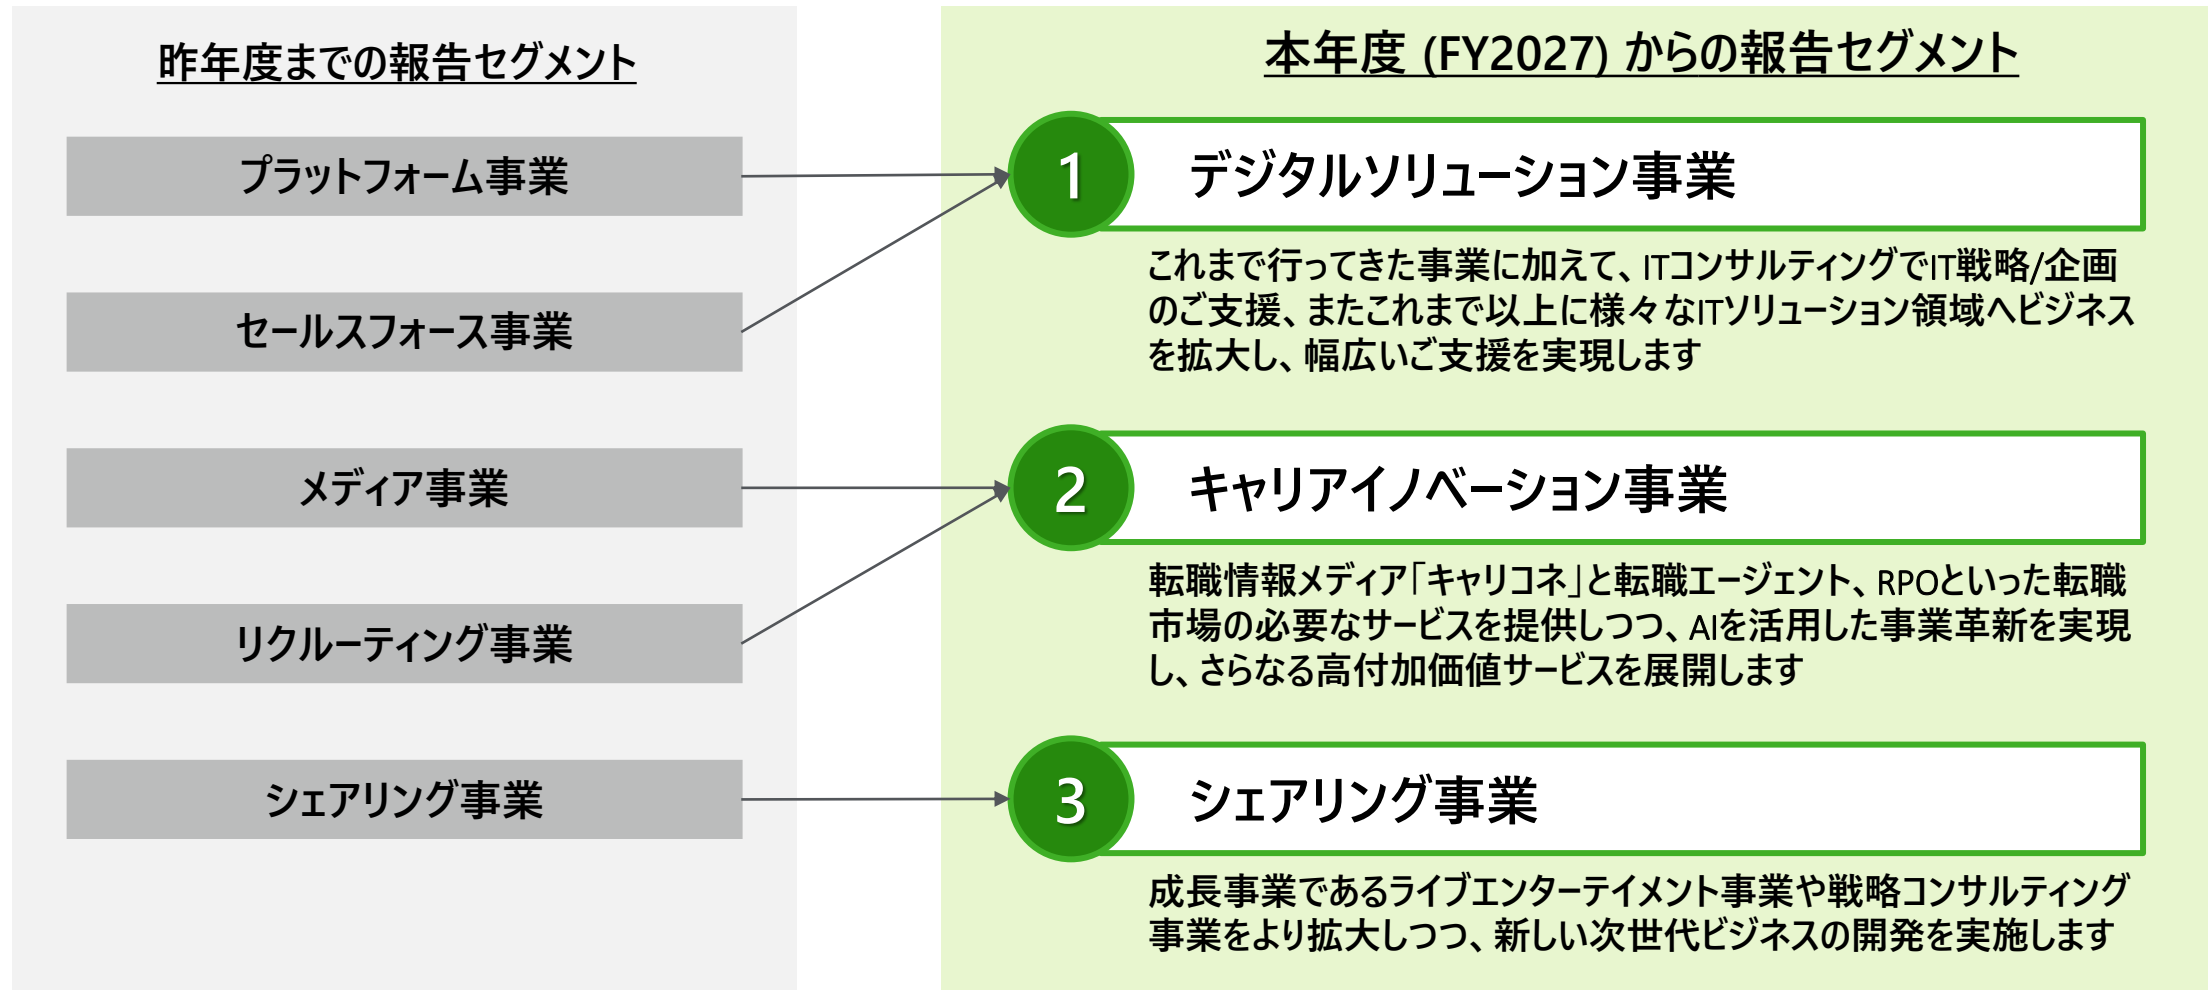 昨年度までの報告セグメント
プラットフォーム事業
セールスフォース事業
メディア事業
リクルーティング事業
シェアリング事業
本年度 (FY2027) からの報告セグメント
1
デジタルソリューション事業
これまで行ってきた事業に加えて、ITコンサルティングでIT戦略/企画
のご支援、またこれまで以上に様々なITソリューション領域へビジネス
を拡大し、幅広いご支援を実現します
2
キャリアイノベーション事業
転職情報メディア「キャリコネ」と転職エージェント、RPOといった転職
市場の必要なサービスを提供しつつ、AIを活用した事業革新を実現
し、さらなる高付加価値サービスを展開します
3
シェアリング事業
成長事業であるライブエンターテイメント事業や戦略コンサルティング
事業をより拡大しつつ、新しい次世代ビジネスの開発を実施します